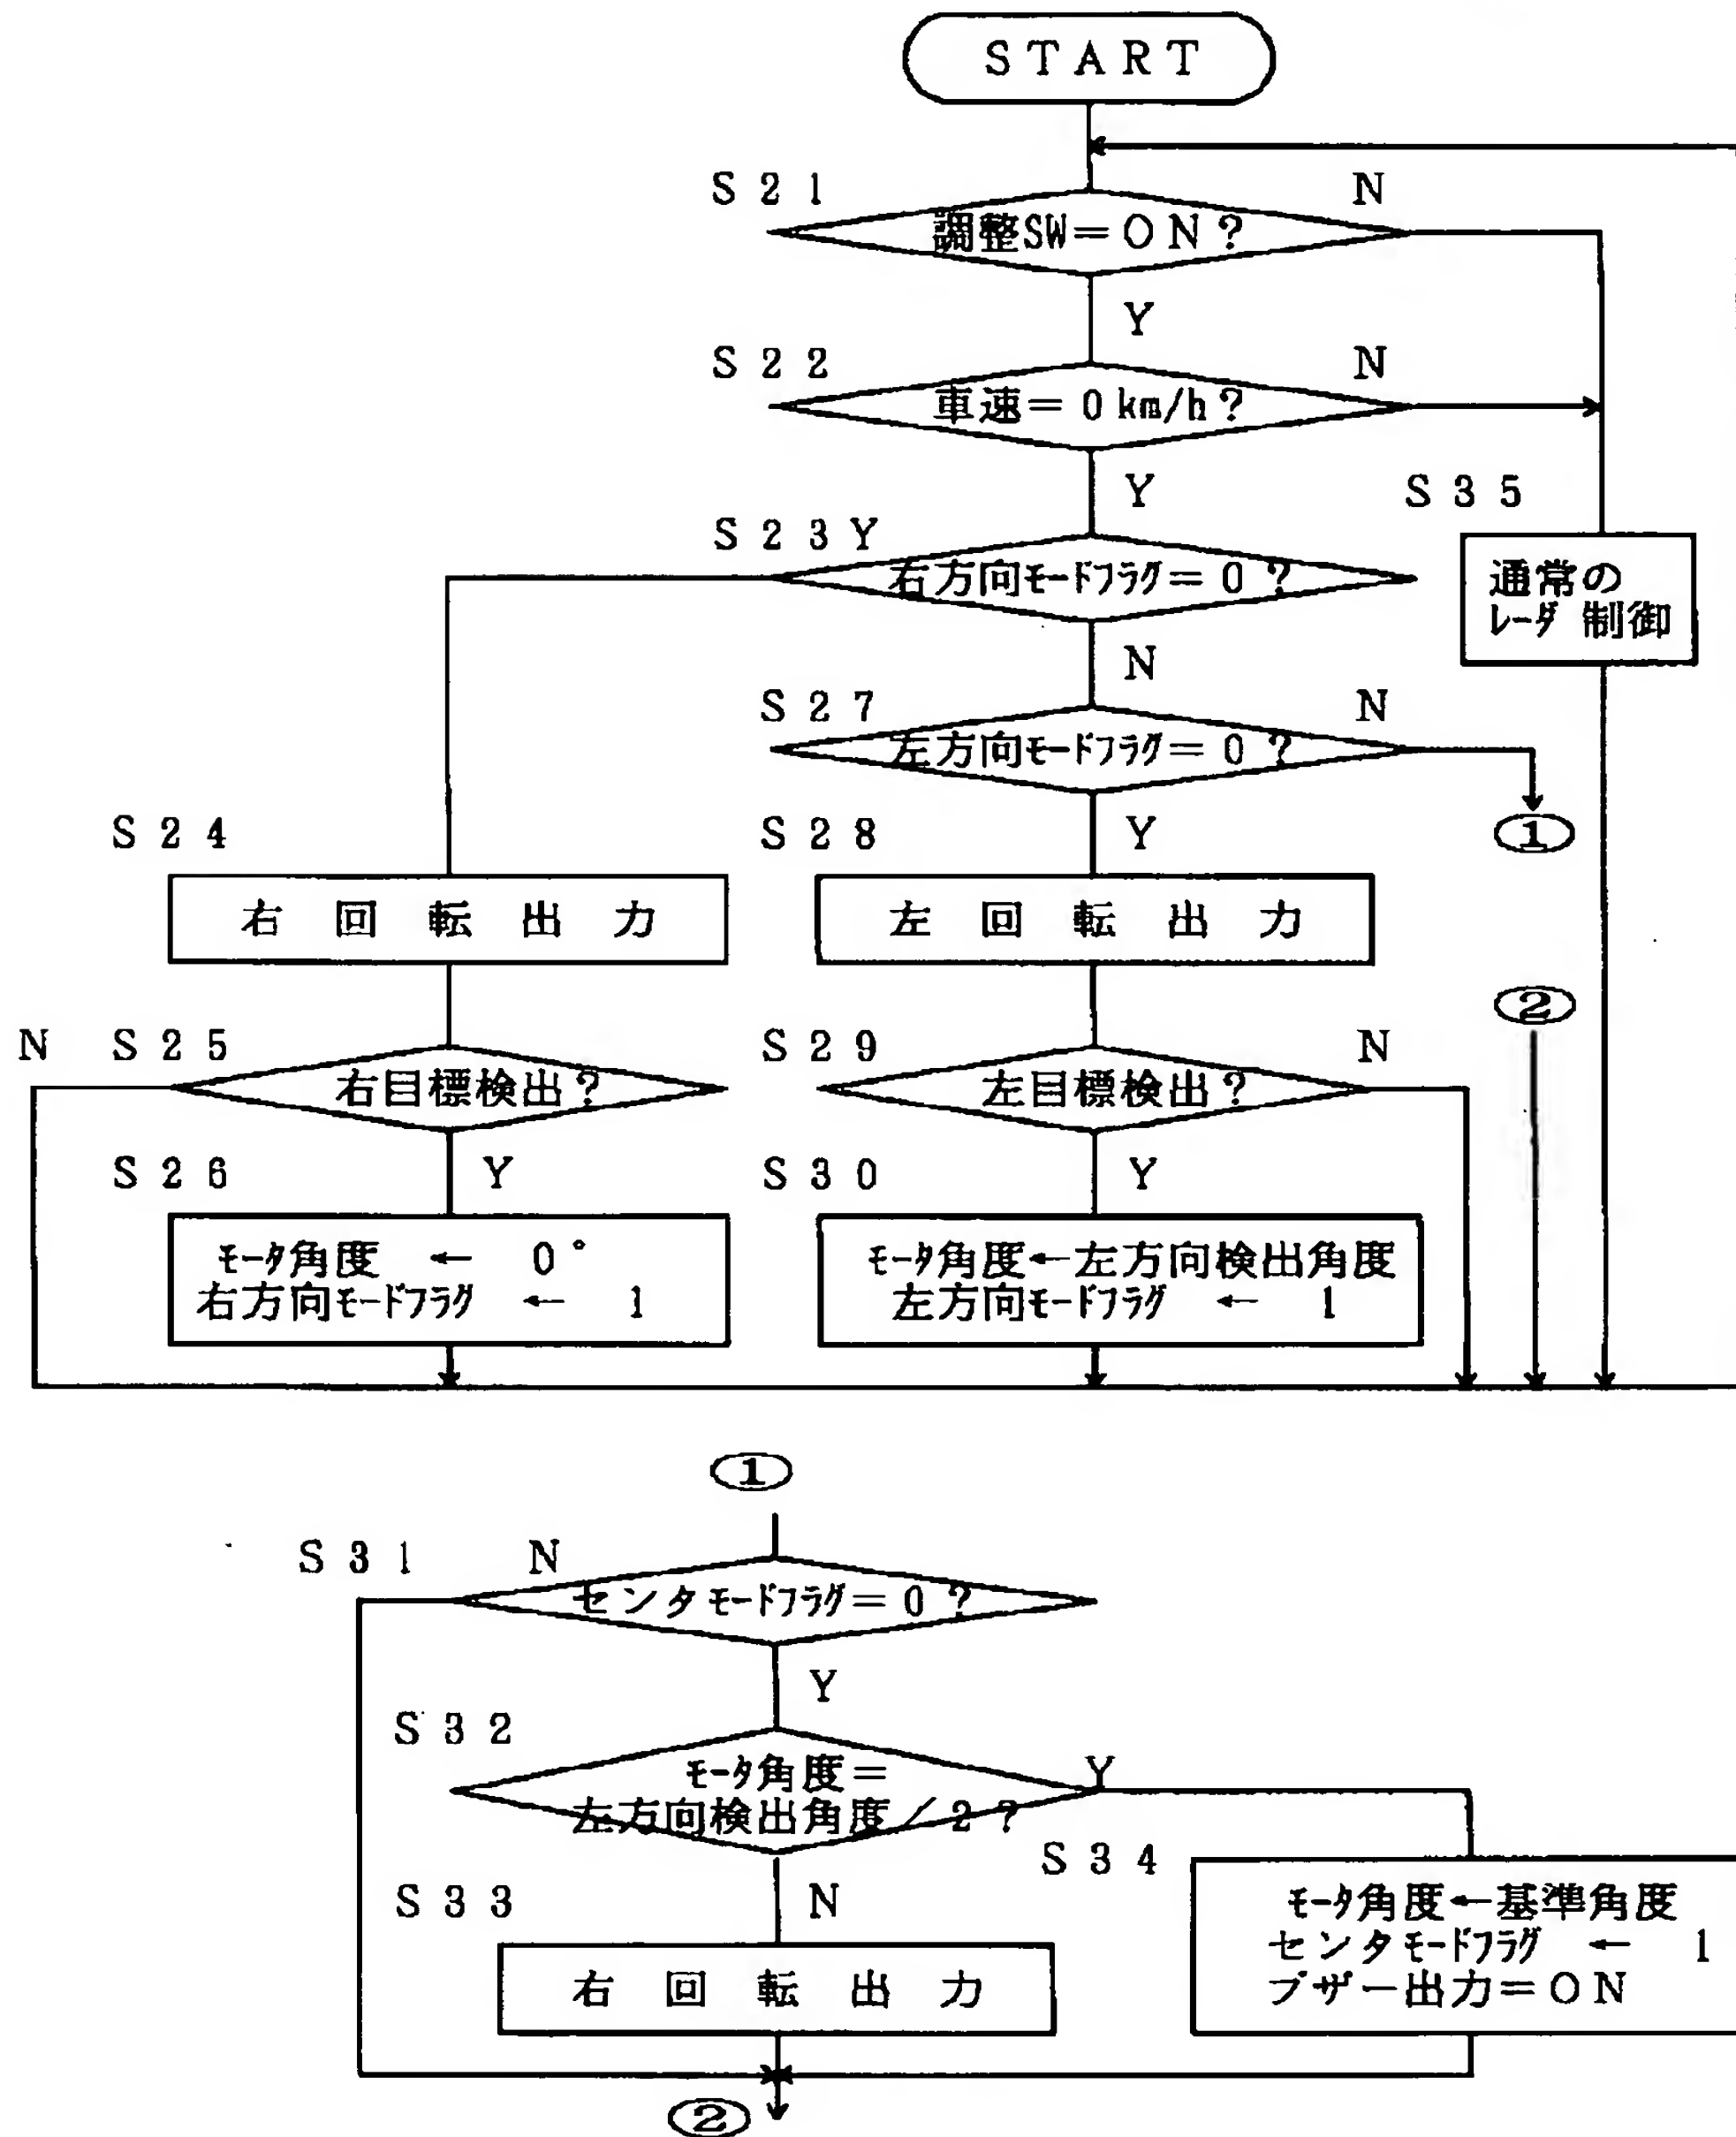 START
S21
N
調整SW=ON?
Y
S22
N
車速=0km/h?
Y
S35
S23
Y
右方向モードフラグ=0?
通常の
レーダ制御
N
S27
N
左方向モードフラグ=0?
①
S24
S28
Y
右回転出力
左回転出力
②
N
S25
S29
N
右目標検出?
左目標検出?
S26
Y
S30
Y
モータ角度 ← 0°
右方向モードフラグ ← 1
モータ角度←左方向検出角度
左方向モードフラグ ← 1
①
S31
N
センタモードフラグ=0?
Y
S32
モータ角度=
左方向検出角度/2?
Y
S34
S33
N
モータ角度←基準角度
センタモードフラグ ← 1
ブザー出力=ON
右回転出力
②